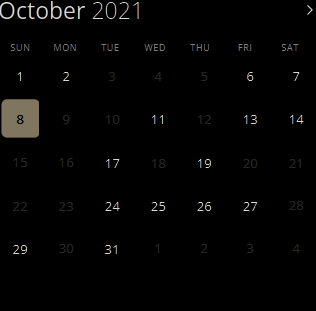 October 2021 >
SUN MON TUE WED THU FRI SAT
1 2 3 4 5 6 7
8 9 10 11 12 13 14
15 16 17 18 19 20 21
22 23 24 25 26 27 28
29 30 31 1 2 3 4